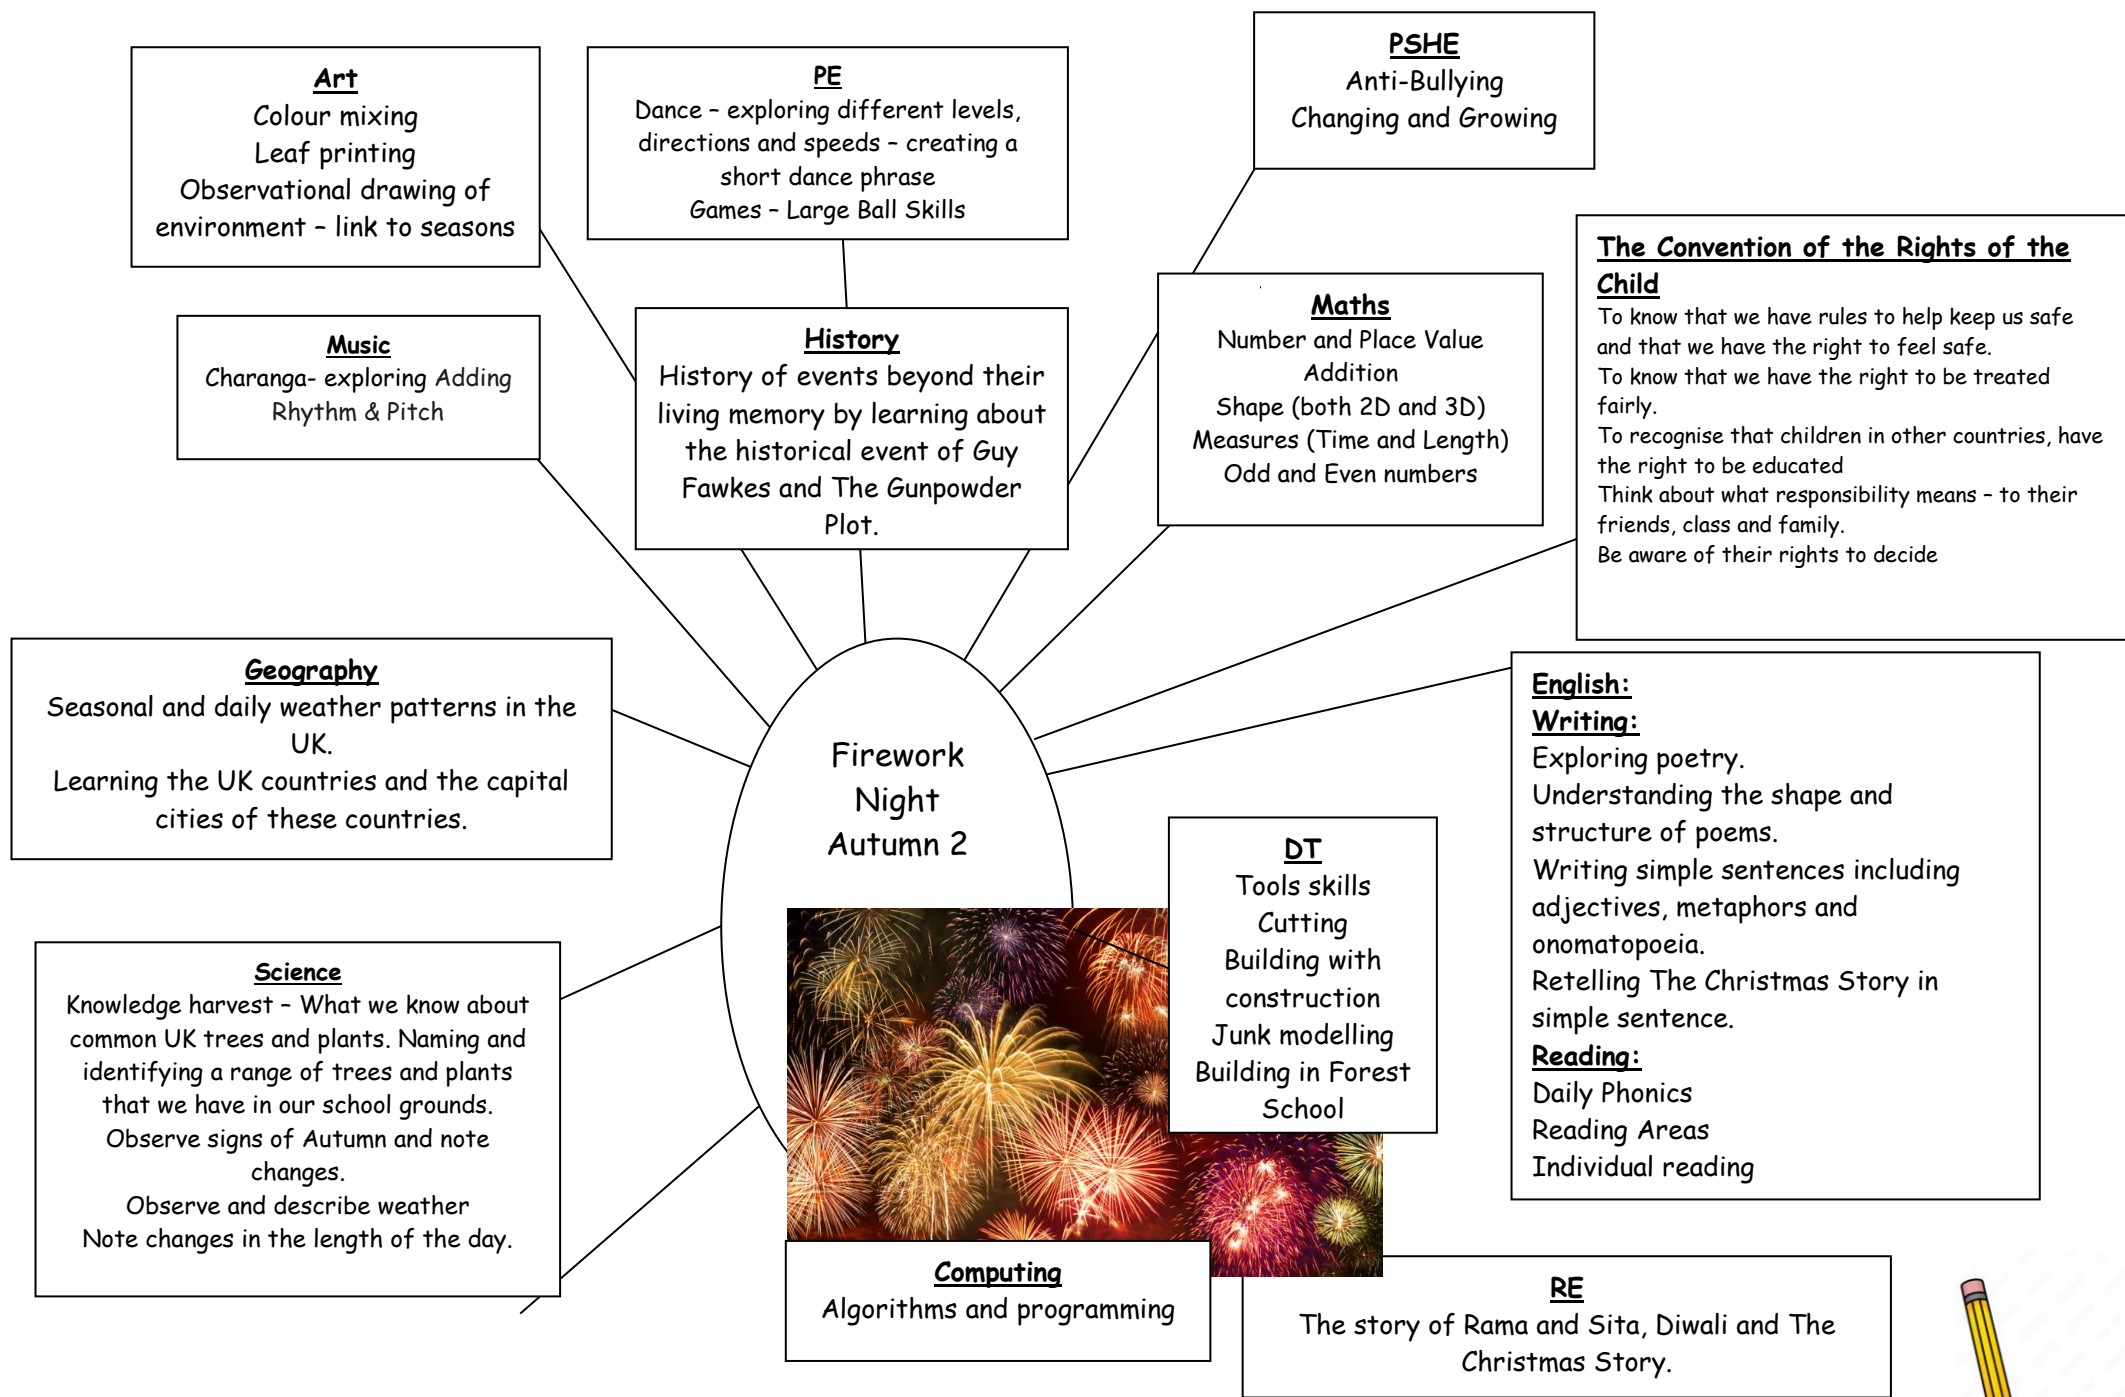 Art
Colour mixing
Leaf printing
Observational drawing of
environment – link to seasons
PE
Dance – exploring different levels,
directions and speeds – creating a
short dance phrase
Games – Large Ball Skills
PSHE
Anti-Bullying
Changing and Growing
Music
Charanga- exploring Adding
Rhythm & Pitch
History
History of events beyond their
living memory by learning about
the historical event of Guy
Fawkes and The Gunpowder
Plot.
Maths
Number and Place Value
Addition
Shape (both 2D and 3D)
Measures (Time and Length)
Odd and Even numbers
The Convention of the Rights of the
Child
To know that we have rules to help keep us safe
and that we have the right to feel safe.
To know that we have the right to be treated
fairly.
To recognise that children in other countries, have
the right to be educated
Think about what responsibility means – to their
friends, class and family.
Be aware of their rights to decide
Geography
Seasonal and daily weather patterns in the
UK.
Learning the UK countries and the capital
cities of these countries.
Firework
Night
Autumn 2
English:
Writing:
Exploring poetry.
Understanding the shape and
structure of poems.
Writing simple sentences including
adjectives, metaphors and
onomatopoeia.
Retelling The Christmas Story in
simple sentence.
Reading:
Daily Phonics
Reading Areas
Individual reading
DT
Tools skills
Cutting
Building with
construction
Junk modelling
Building in Forest
School
Science
Knowledge harvest – What we know about
common UK trees and plants. Naming and
identifying a range of trees and plants
that we have in our school grounds.
Observe signs of Autumn and note
changes.
Observe and describe weather
Note changes in the length of the day.
Computing
Algorithms and programming
RE
The story of Rama and Sita, Diwali and The
Christmas Story.